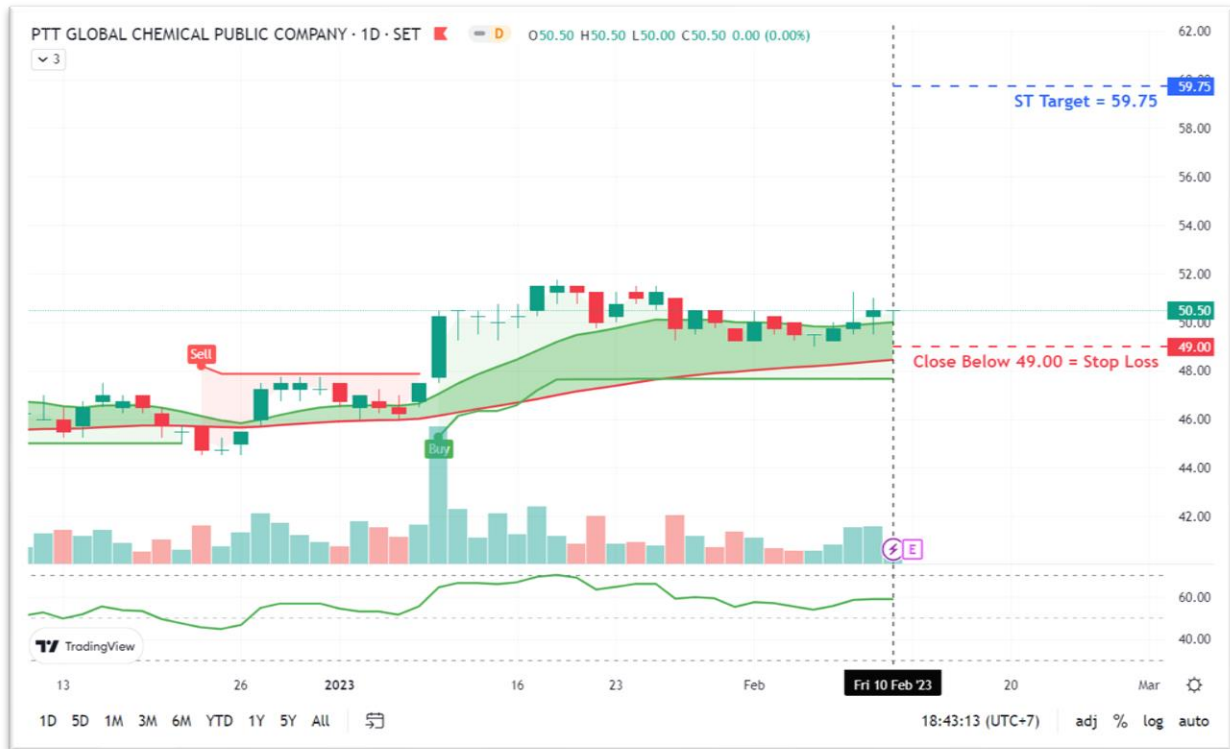 PTT GLOBAL CHEMICAL PUBLIC COMPANY · 1D · SET D O50.50 H50.50 L50.00 C50.50 0.00 (0.00%)
3
62.00
59.75
ST Target = 59.75
58.00
56.00
54.00
52.00
50.50
50.00
49.00
Close Below 49.00 = Stop Loss
48.00
46.00
44.00
42.00
Sell
Buy
E
60.00
40.00
TradingView
13 26 2023 16 23 Feb Fri 10 Feb '23 20 Mar
1D 5D 1M 3M 6M YTD 1Y 5Y All 18:43:13 (UTC+7) adj % log auto